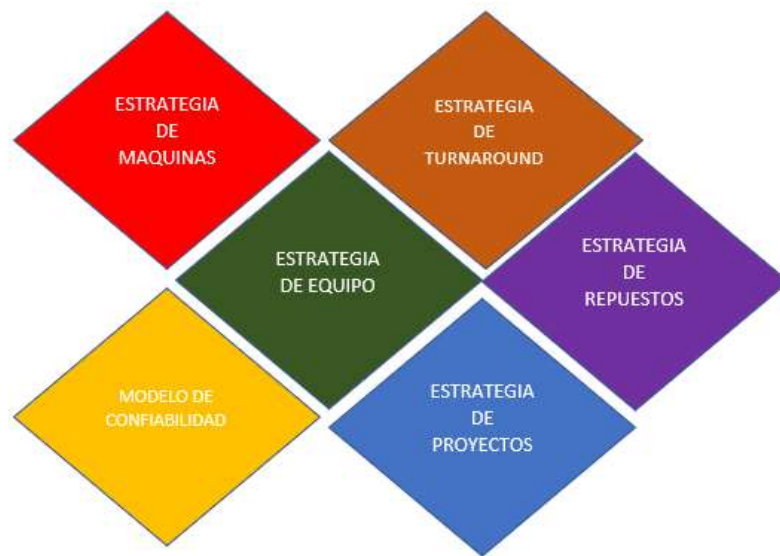 ESTRATEGIA
DE
MAQUINAS
ESTRATEGIA
DE
TURNAROUND
ESTRATEGIA
DE EQUIPO
ESTRATEGIA
DE
REPUESTOS
MODELO DE
CONFIABILIDAD
ESTRATEGIA
DE
PROYECTOS